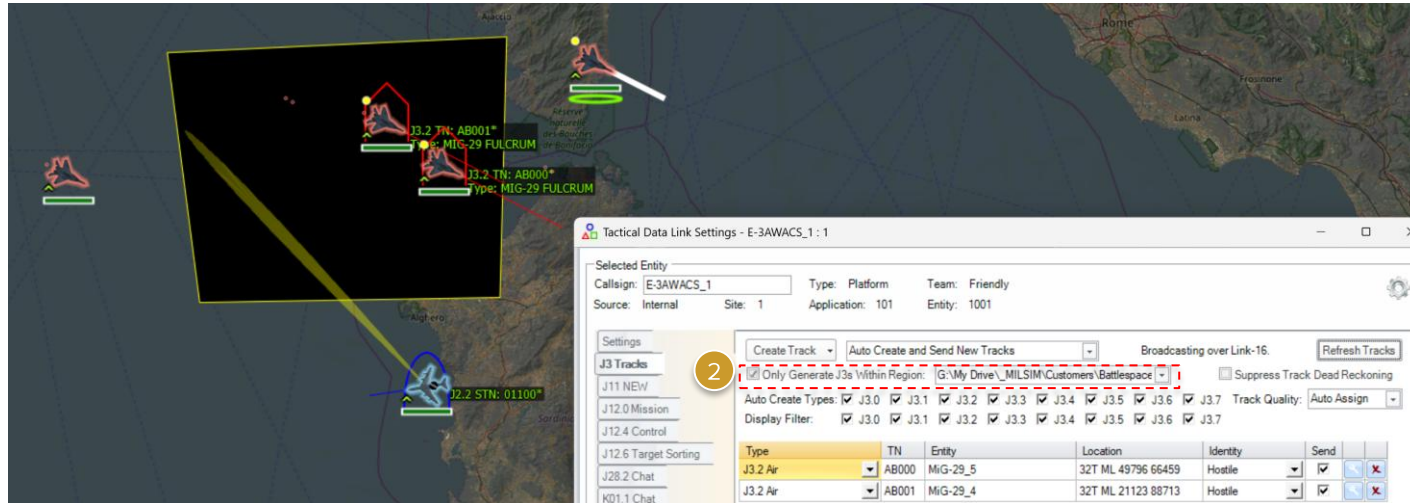 Ajaccio
Rome
Frosinone
Latina
Réserve
naturelle
des Bouches
de Bonifacio
J3.2 TN: AB001*
Type: MIG-29 FULCRUM
J3.2 TN: AB000*
Type: MIG-29 FULCRUM
Alghero
J2.2 STN: 01100*
Tactical Data Link Settings - E-3AWACS_1 : 1
Selected Entity
Callsign: E-3AWACS_1 Type: Platform Team: Friendly
Source: Internal Site: 1 Application: 101 Entity: 1001
Settings
J3 Tracks
J11 NEW
J12.0 Mission
J12.4 Control
J12.6 Target Sorting
J28.2 Chat
K01.1 Chat
Create Track Auto Create and Send New Tracks Broadcasting over Link-16. Refresh Tracks
2
Only Generate J3s Within Region: G:\My Drive\_MILSIM\Customers\Battlespace Suppress Track Dead Reckoning
Auto Create Types: J3.0 J3.1 J3.2 J3.3 J3.4 J3.5 J3.6 J3.7 Track Quality: Auto Assign
Display Filter: J3.0 J3.1 J3.2 J3.3 J3.4 J3.5 J3.6 J3.7
Type TN Entity Location Identity Send
J3.2 Air AB000 MiG-29_5 32T ML 49796 66459 Hostile
J3.2 Air AB001 MiG-29_4 32T ML 21123 88713 Hostile